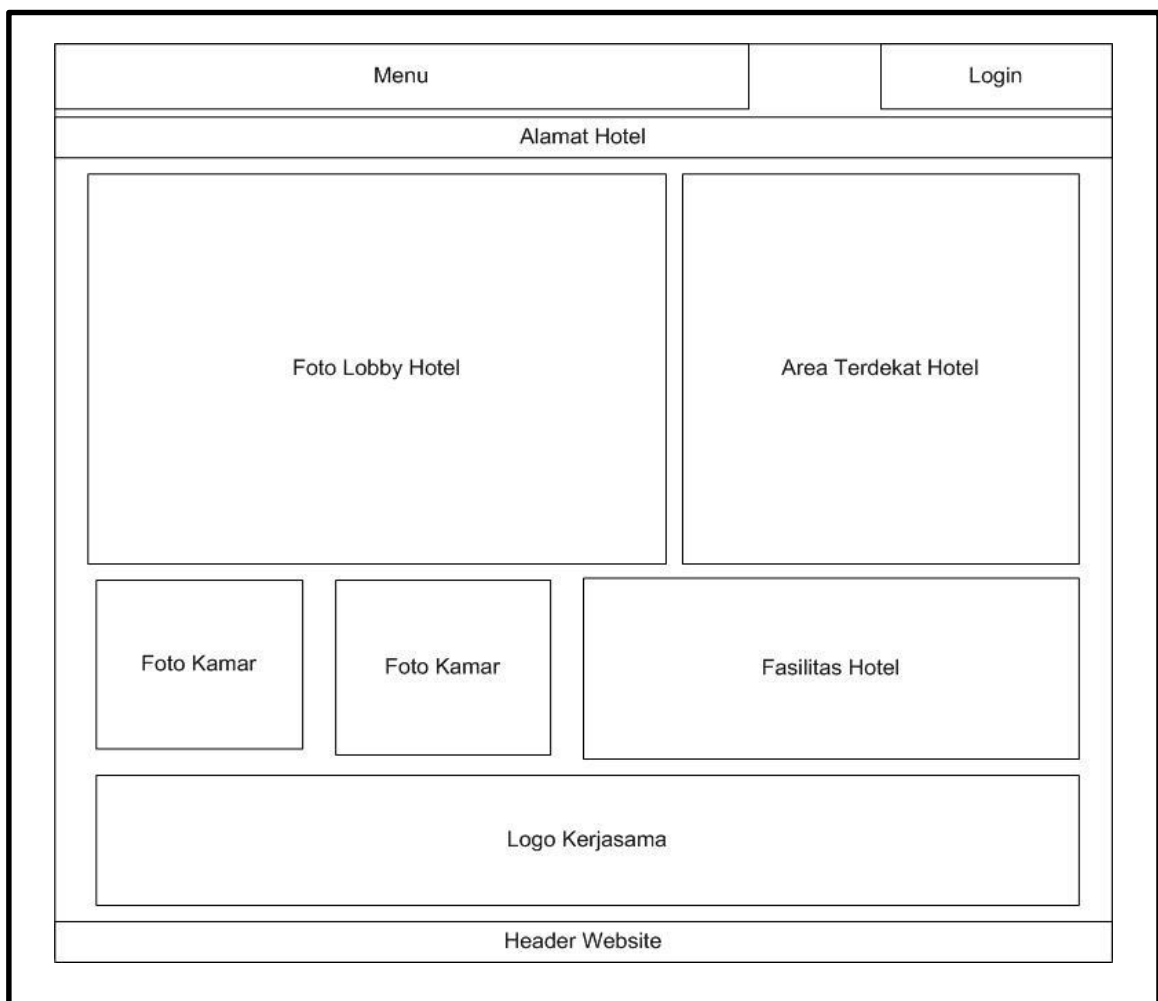 Menu
Login
Alamat Hotel
Foto Lobby Hotel
Area Terdekat Hotel
Foto Kamar
Foto Kamar
Fasilitas Hotel
Logo Kerjasama
Header Website